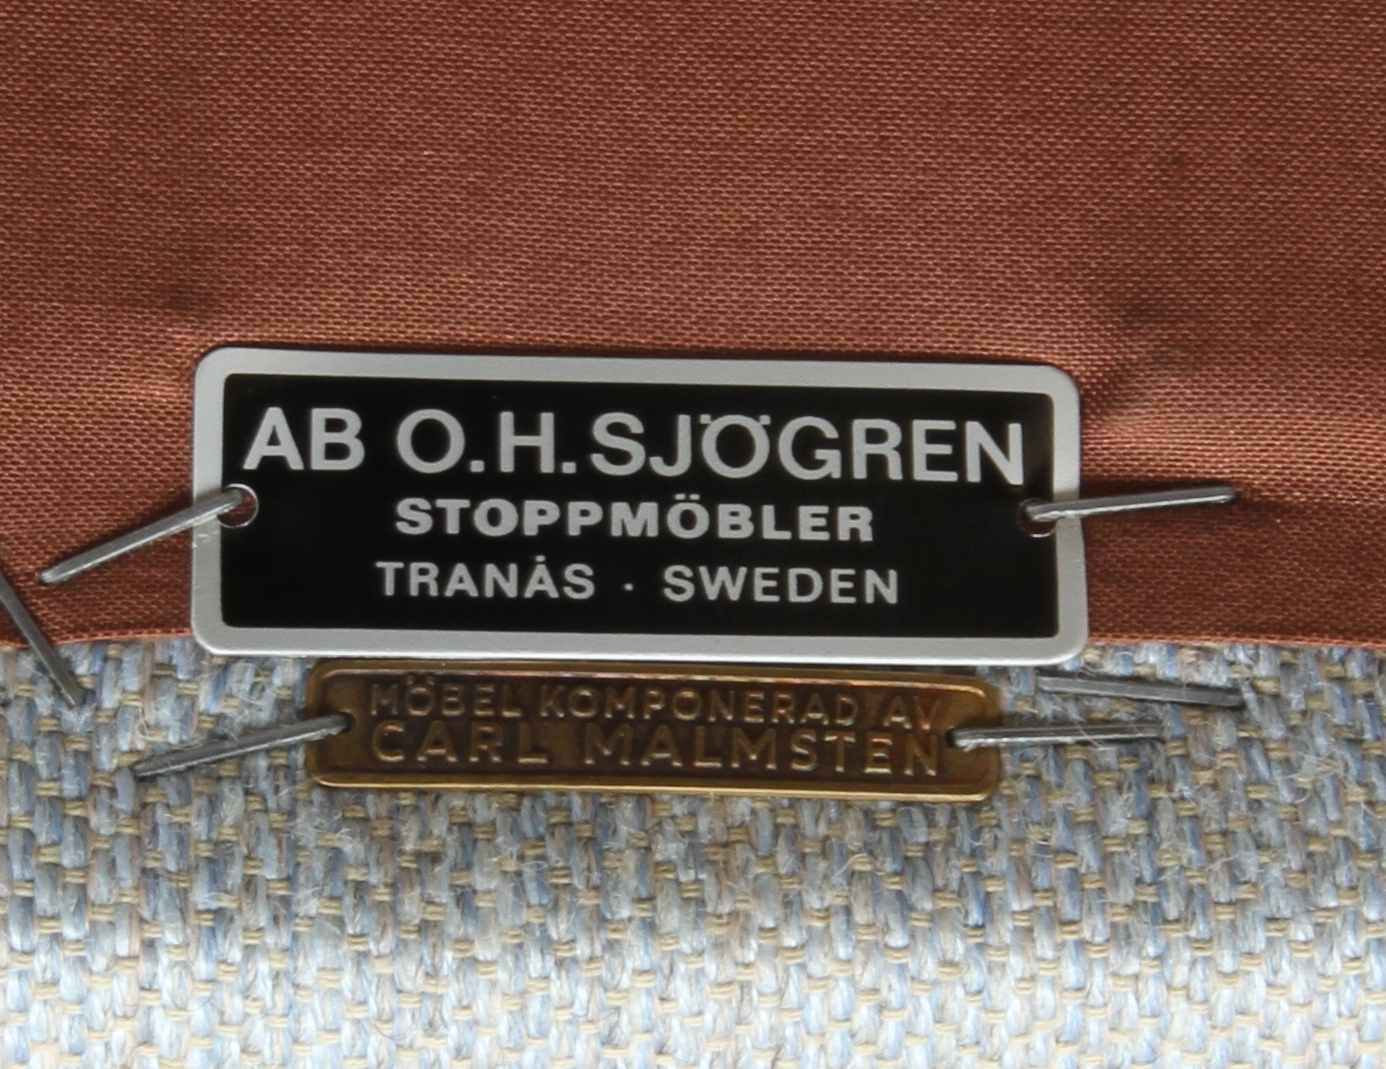 AB O.H. SJÖGREN
STOPPMÖBLER
TRANÅS · SWEDEN
MÖBEL KOMPONERAD AV
CARL MALMSTEN